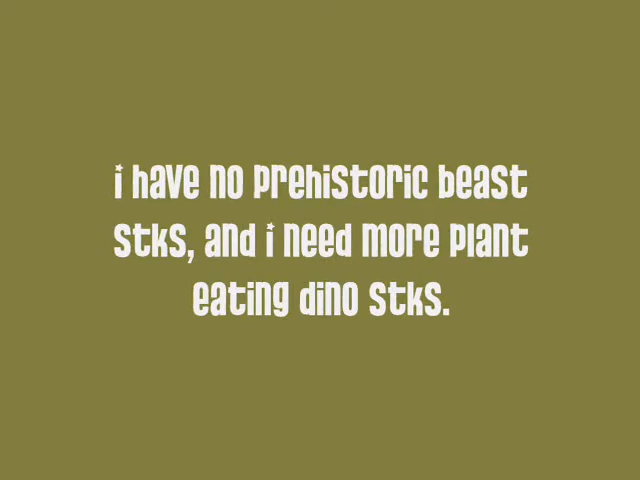 i have no prehistoric beast
stks, and i need more plant
eating dino stks.